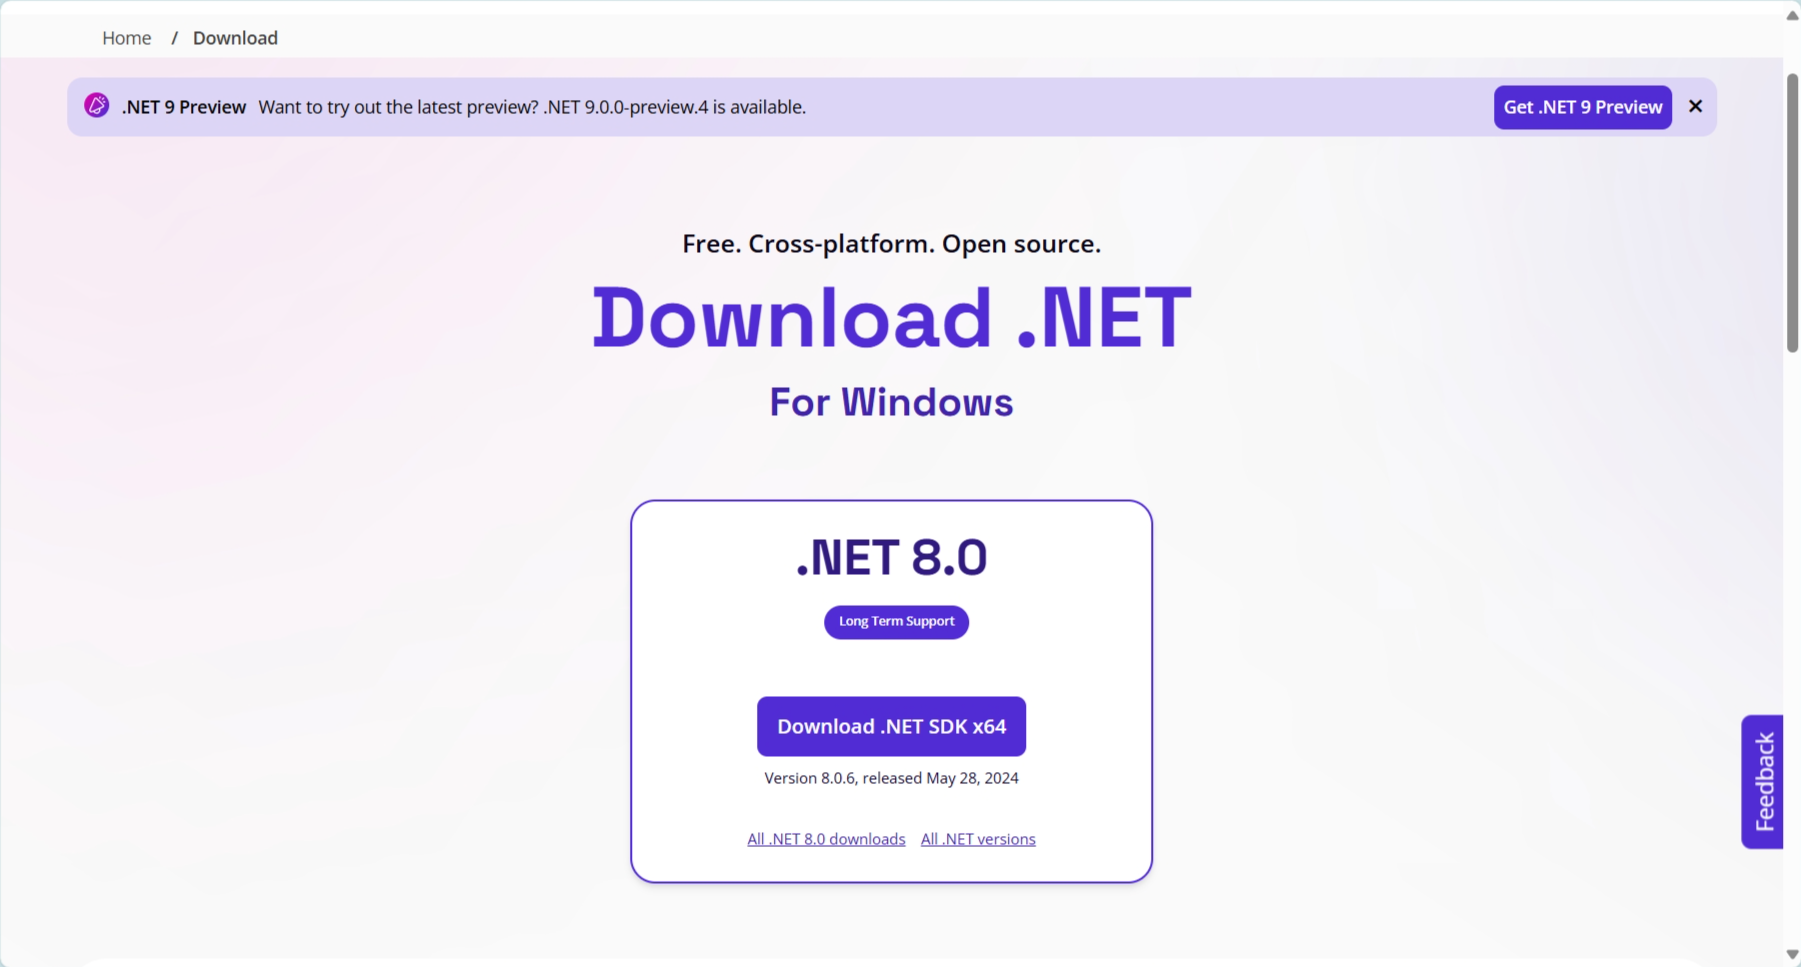 Home / Download
.NET 9 Preview Want to try out the latest preview? .NET 9.0.0-preview.4 is available. Get .NET 9 Preview
Free. Cross-platform. Open source.
Download .NET
For Windows
.NET 8.0
Long Term Support
Download .NET SDK x64
Version 8.0.6, released May 28, 2024
All .NET 8.0 downloads All .NET versions
Feedback